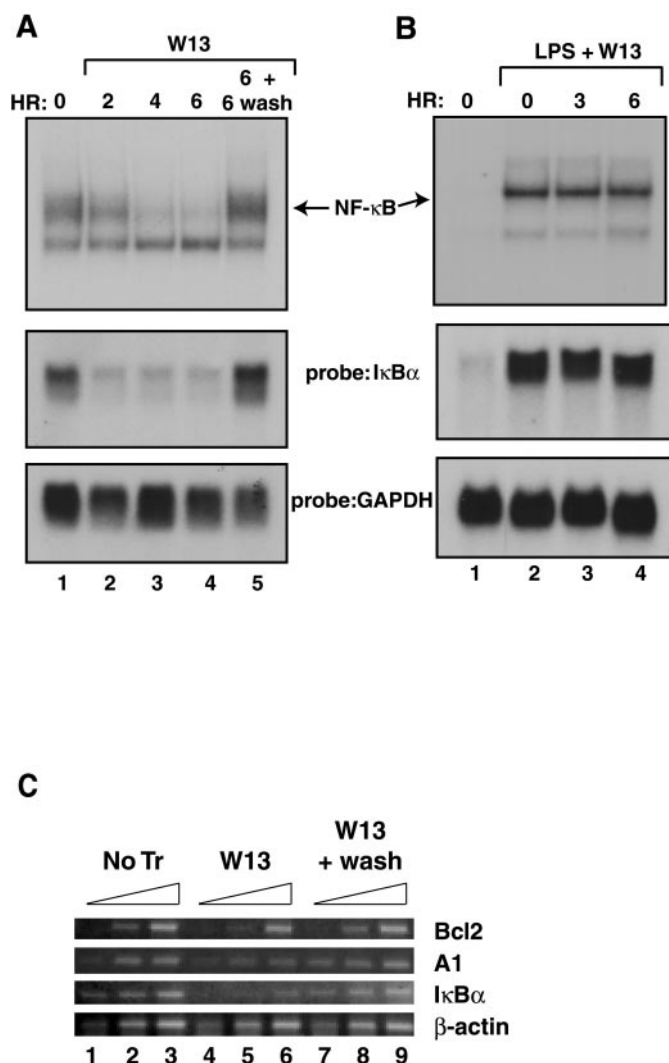 A
W13
6 +
HR: 0 2 4 6 6 wash
B
LPS + W13
HR: 0 0 3 6
NF-κB
probe:IκBα
probe:GAPDH
1 2 3 4 5
1 2 3 4
C
No Tr W13 W13 + wash
Bcl2
A1
IκBα
β-actin
1 2 3 4 5 6 7 8 9